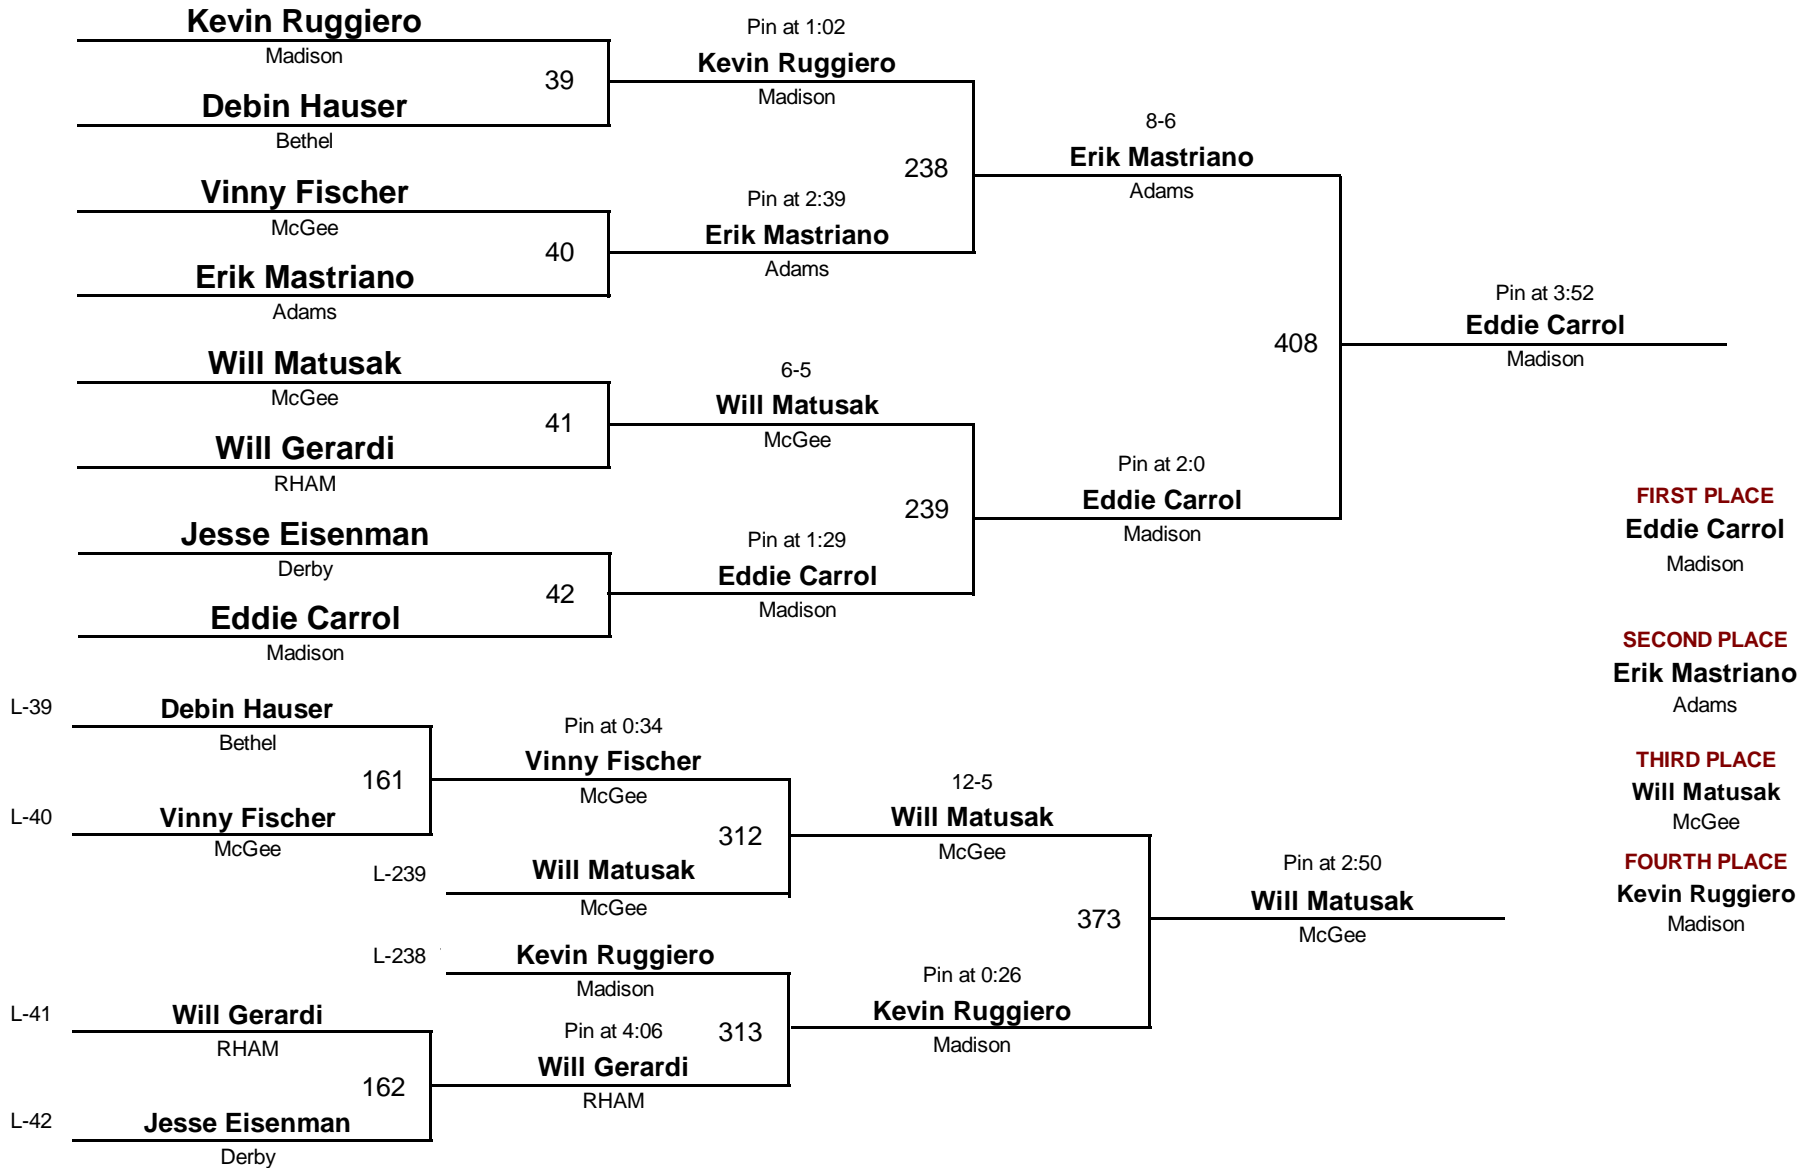 Kevin Ruggiero
Madison
39
Debin Hauser
Bethel
Vinny Fischer
McGee
40
Erik Mastriano
Adams
Will Matusak
McGee
41
Will Gerardi
RHAM
Jesse Eisenman
Derby
42
Eddie Carrol
Madison
Pin at 1:02
Kevin Ruggiero
Madison
238
Pin at 2:39
Erik Mastriano
Adams
6-5
Will Matusak
McGee
239
Pin at 1:29
Eddie Carrol
Madison
8-6
Erik Mastriano
Adams
408
Pin at 2:0
Eddie Carrol
Madison
Pin at 3:52
Eddie Carrol
Madison
FIRST PLACE
Eddie Carrol
Madison
SECOND PLACE
Erik Mastriano
Adams
THIRD PLACE
Will Matusak
McGee
FOURTH PLACE
Kevin Ruggiero
Madison
L-39
Debin Hauser
Bethel
161
L-40
Vinny Fischer
McGee
Pin at 0:34
Vinny Fischer
McGee
312
L-239
Will Matusak
McGee
L-238
Kevin Ruggiero
Madison
313
Pin at 4:06
Will Gerardi
RHAM
L-41
Will Gerardi
RHAM
162
L-42
Jesse Eisenman
Derby
12-5
Will Matusak
McGee
373
Pin at 0:26
Kevin Ruggiero
Madison
Pin at 2:50
Will Matusak
McGee